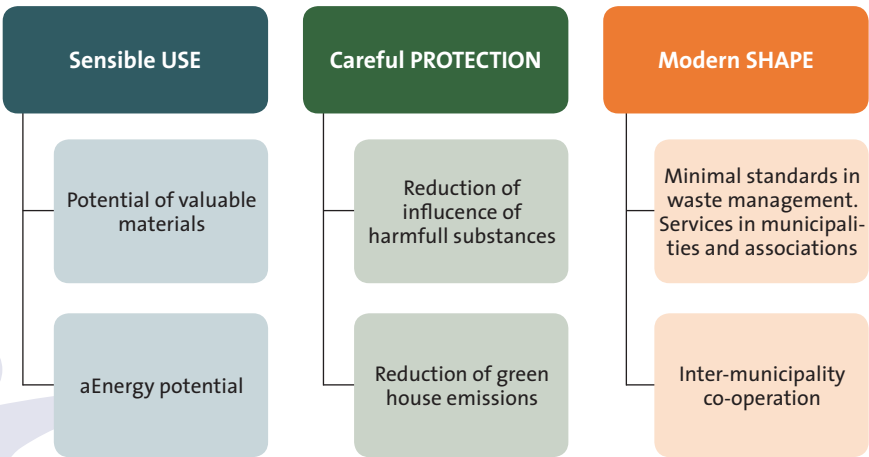 Sensible USE
Potential of valuable
materials
aEnergy potential
Careful PROTECTION
Reduction of
influcence of
harmfull substances
Reduction of green
house emissions
Modern SHAPE
Minimal standards in
waste management.
Services in municipali-
ties and associations
Inter-municipality
co-operation